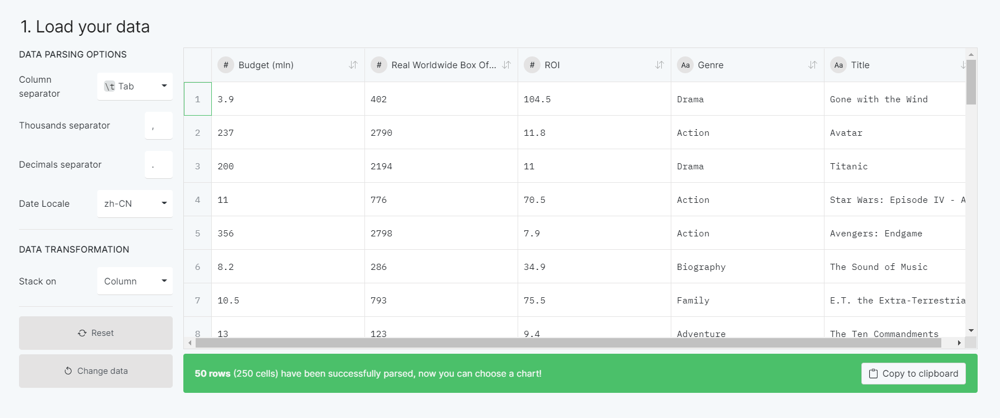 1. Load your data
DATA PARSING OPTIONS
Column
separator
\t Tab
Thousands separator
,
Decimals separator
.
Date Locale
zh-CN
DATA TRANSFORMATION
Stack on
Column
Reset
Change data
# Budget (mln) # Real Worldwide Box Of... # ROI Aa Genre Aa Title
1 3.9 402 104.5 Drama Gone with the Wind
2 237 2790 11.8 Action Avatar
3 200 2194 11 Drama Titanic
4 11 776 70.5 Action Star Wars: Episode IV - A
5 356 2798 7.9 Action Avengers: Endgame
6 8.2 286 34.9 Biography The Sound of Music
7 10.5 793 75.5 Family E.T. the Extra-Terrestria
8 13 123 9.4 Adventure The Ten Commandments
50 rows (250 cells) have been successfully parsed, now you can choose a chart!
Copy to clipboard